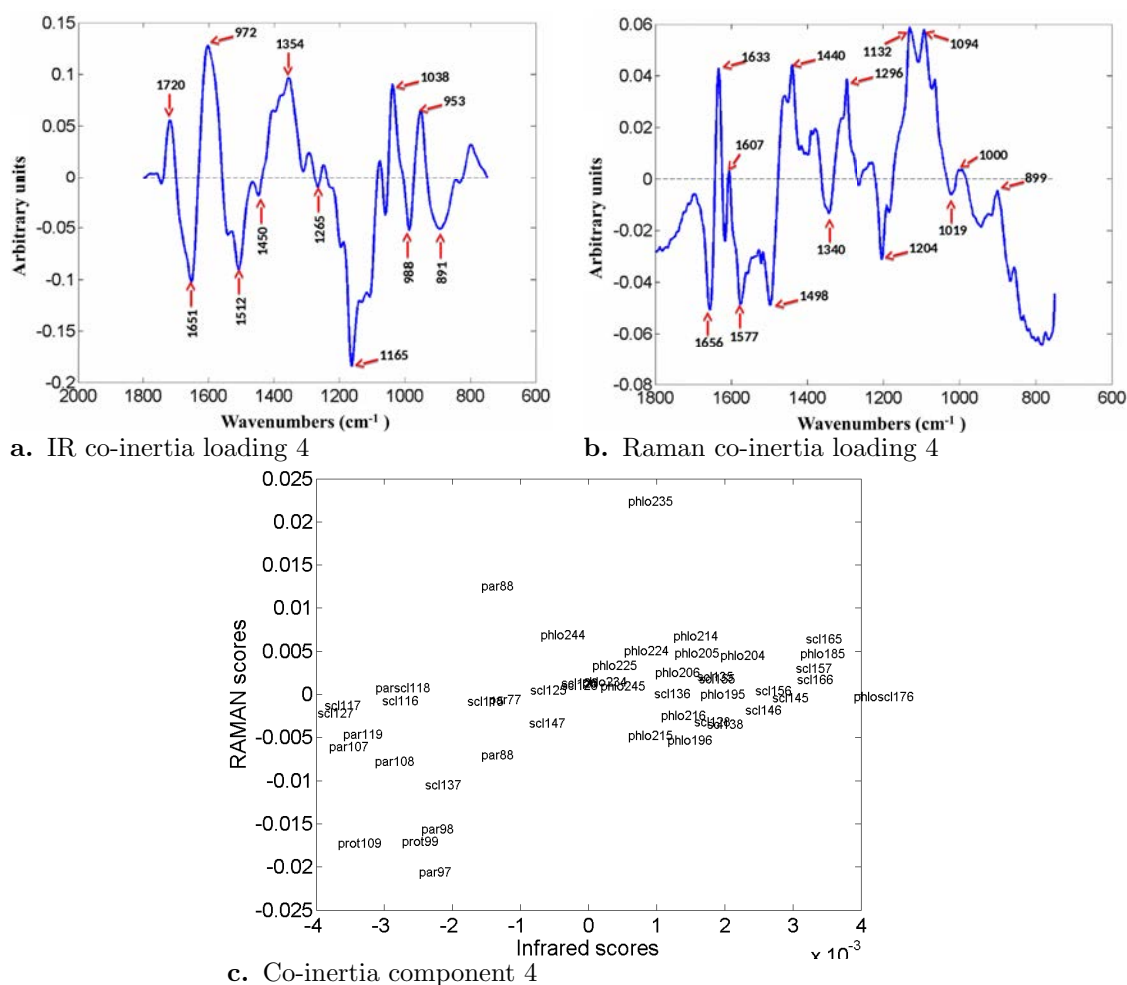 0.15
0.1
0.05
0
-0.05
-0.1
-0.15
-0.2
Arbitrary units
2000 1800 1600 1400 1200 1000 800 600
Wavenumbers (cm-1 )
1720
972
1354
1038
953
1651
1512
1450
1265
1165
988
891
a. IR co-inertia loading 4
0.06
0.04
0.02
0
-0.02
-0.04
-0.06
-0.08
Arbitrary units
1800 1600 1400 1200 1000 800 600
Wavenumbers (cm-1 )
1633
1607
1440
1296
1132
1094
1000
899
1019
1204
1340
1498
1577
1656
b. Raman co-inertia loading 4
0.025
0.02
0.015
0.01
0.005
0
-0.005
-0.01
-0.015
-0.02
-0.025
RAMAN scores
phlo235
par88
phlo244
phlo214
scl165
phlo224
phlo205
phlo204
phlo185
phlo225
scl157
phlo206
scl135
scl166
phlo234
phlo245
parscl118
scl125
scl136
phlo195
scl156
scl145
phloscl176
scl117
scl116
scl115
par77
scl127
scl146
phlo216
scl128
scl138
scl147
par119
phlo215
phlo196
par107
par108
par88
scl137
par98
prot109
prot99
par97
-4 -3 -2 -1 0 1 2 3 4
Infrared scores
x 10-3
c. Co-inertia component 4